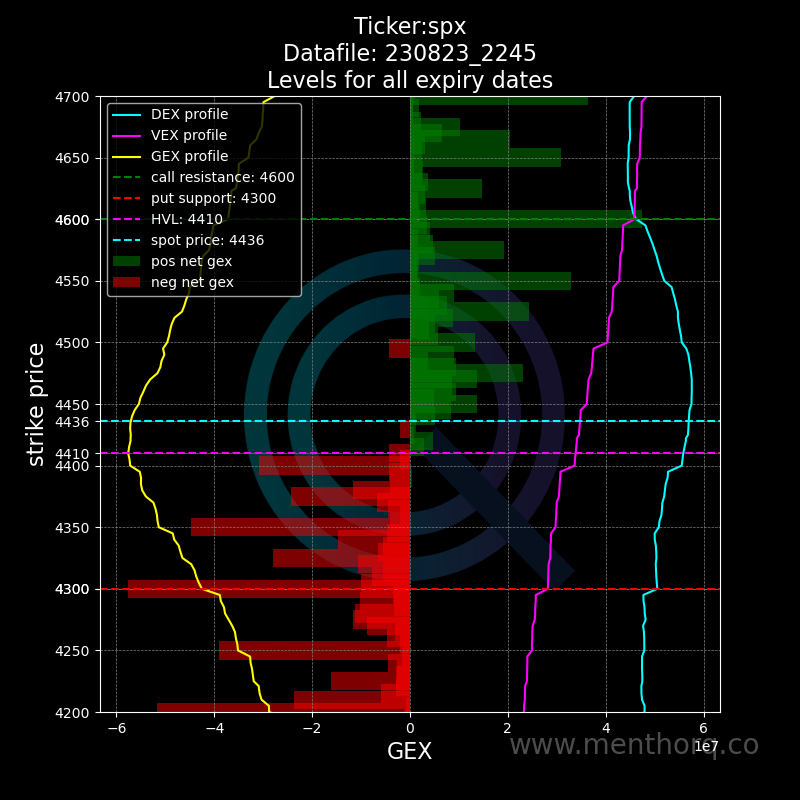 Ticker:spx
Datafile: 230823_2245
Levels for all expiry dates
DEX profile
VEX profile
GEX profile
call resistance: 4600
put support: 4300
HVL: 4410
spot price: 4436
pos net gex
neg net gex
4700
4650
4600
4550
4500
4450
4436
4410
4400
4350
4300
4250
4200
strike price
−6 −4 −2 0 2 4 6
1e7
GEX
www.menthorq.co